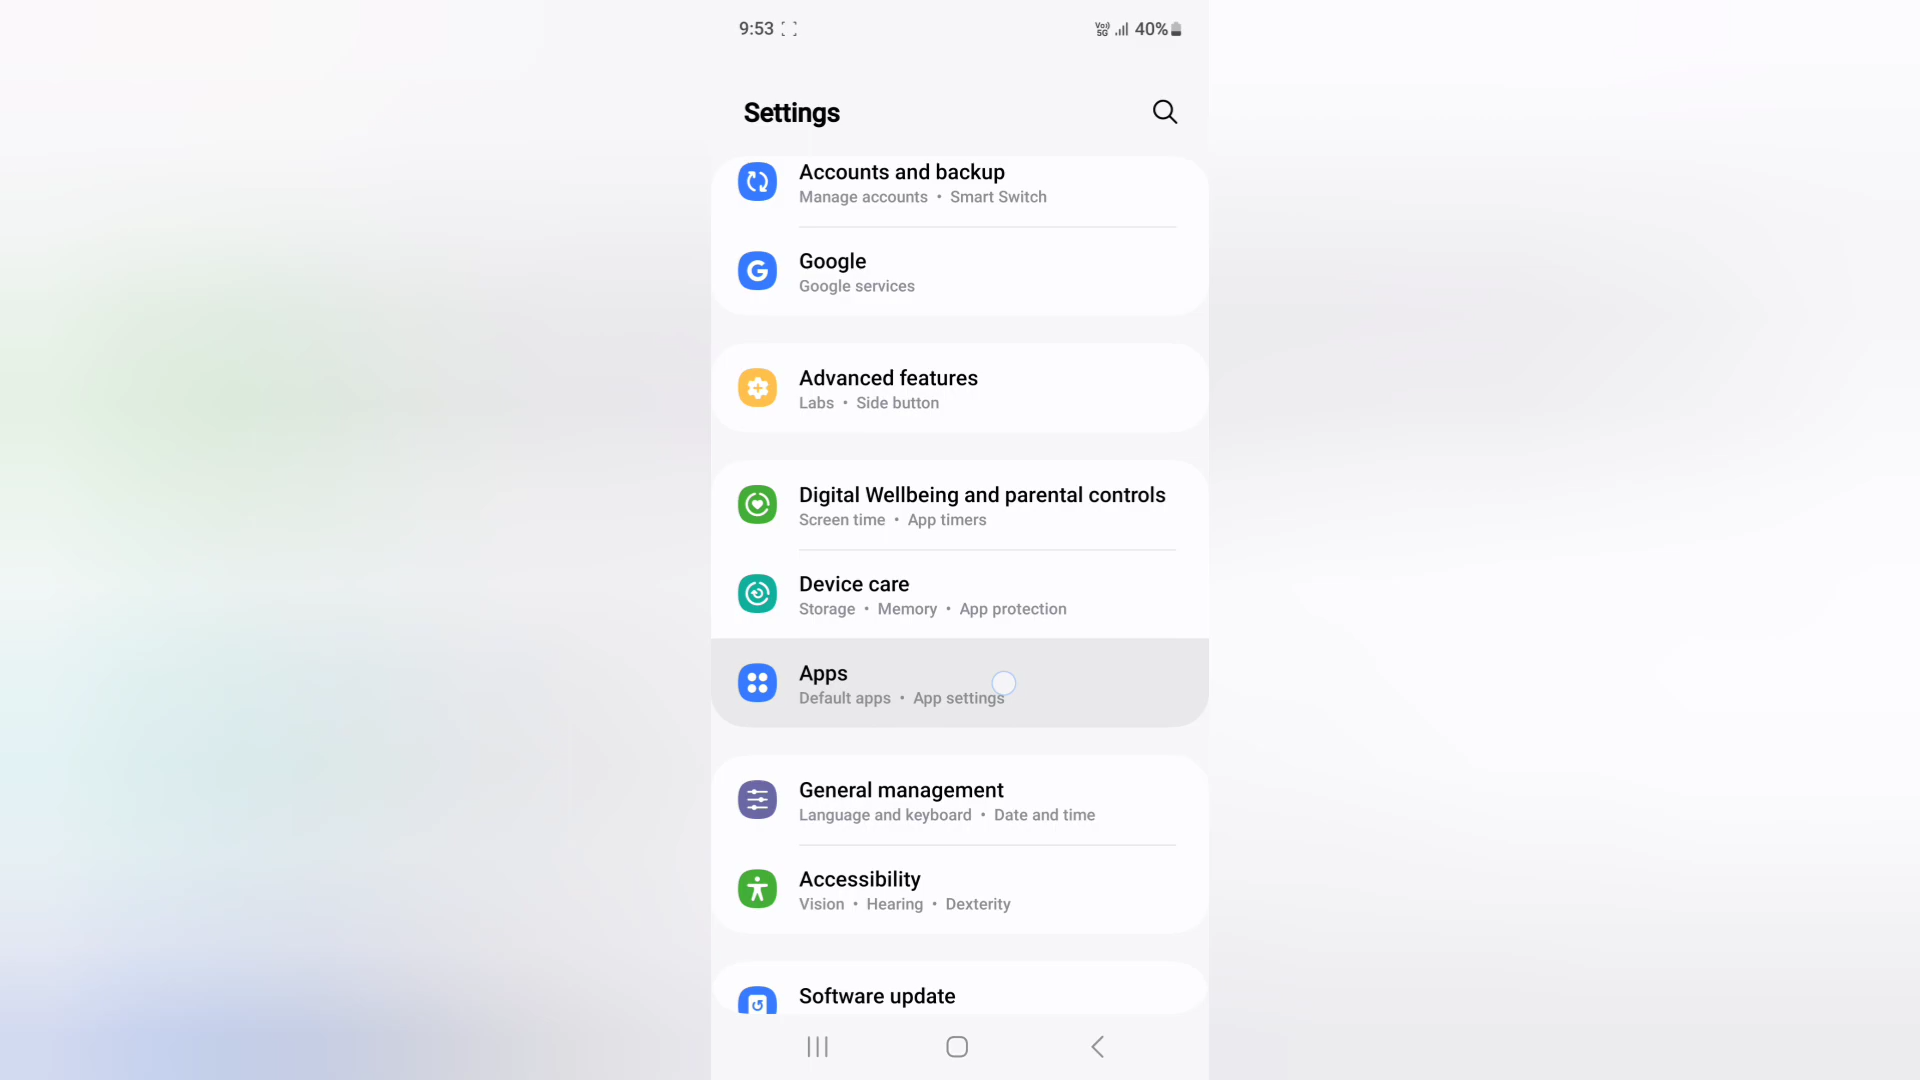 9:53
Vo)) 5G 40%
Settings
Accounts and backup
Manage accounts • Smart Switch
Google
Google services
Advanced features
Labs • Side button
Digital Wellbeing and parental controls
Screen time • App timers
Device care
Storage • Memory • App protection
Apps
Default apps • App settings
General management
Language and keyboard • Date and time
Accessibility
Vision • Hearing • Dexterity
Software update